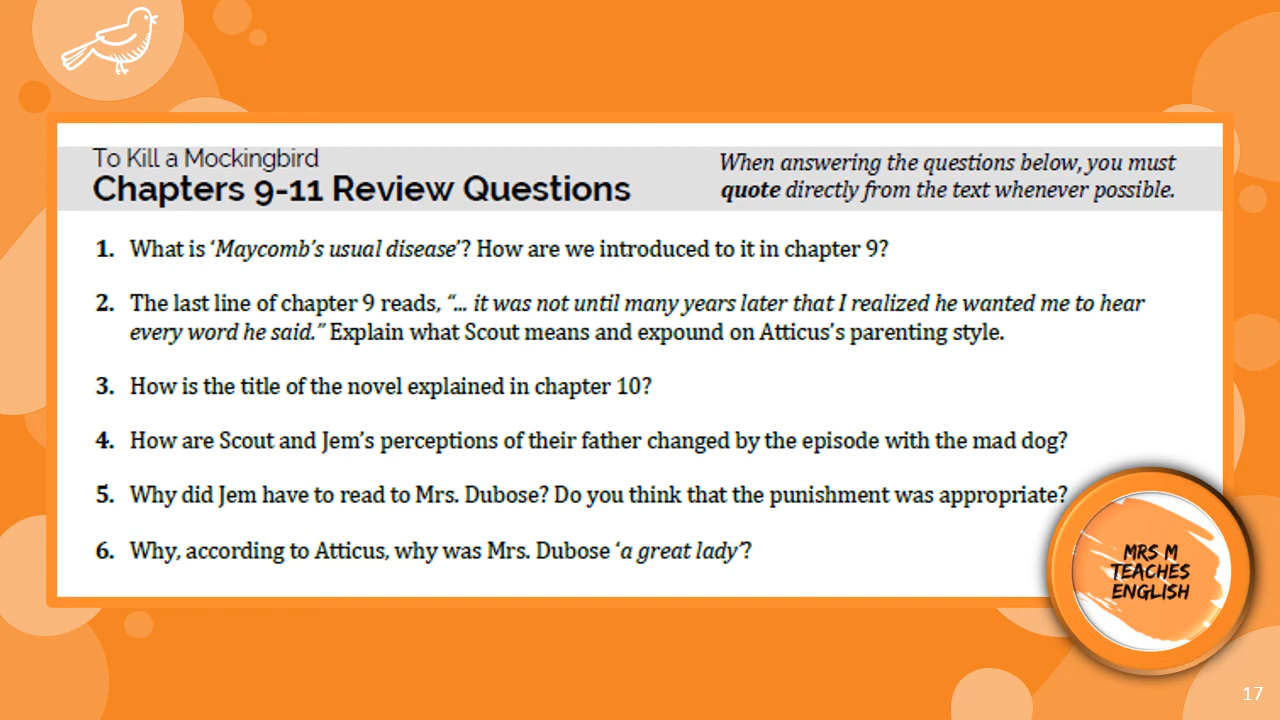 To Kill a Mockingbird
Chapters 9-11 Review Questions
When answering the questions below, you must
quote directly from the text whenever possible.
1. What is ‘Maycomb’s usual disease’? How are we introduced to it in chapter 9?
2. The last line of chapter 9 reads, “... it was not until many years later that I realized he wanted me to hear
every word he said.” Explain what Scout means and expound on Atticus’s parenting style.
3. How is the title of the novel explained in chapter 10?
4. How are Scout and Jem’s perceptions of their father changed by the episode with the mad dog?
5. Why did Jem have to read to Mrs. Dubose? Do you think that the punishment was appropriate?
6. Why, according to Atticus, why was Mrs. Dubose ‘a great lady’?
MRS M
TEACHES
ENGLISH
17